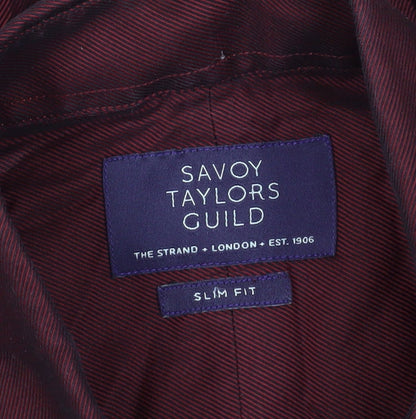 SAVOY
TAYLORS
GUILD
THE STRAND + LONDON + EST. 1906
SLIM FIT